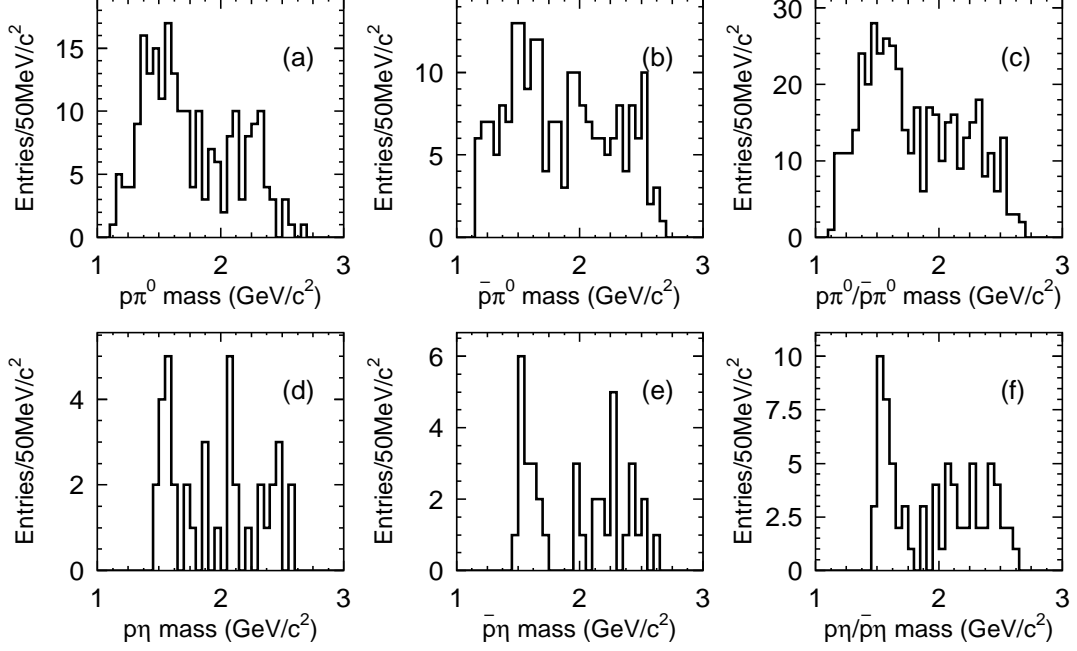 Entries/50MeV/c²
15
10
5
0
(a)
1 2 3
pπ⁰ mass (GeV/c²)
Entries/50MeV/c²
10
5
0
(b)
1 2 3
p̄π⁰ mass (GeV/c²)
Entries/50MeV/c²
30
20
10
0
(c)
1 2 3
pπ⁰/p̄π⁰ mass (GeV/c²)
Entries/50MeV/c²
4
2
0
(d)
1 2 3
pη mass (GeV/c²)
Entries/50MeV/c²
6
4
2
0
(e)
1 2 3
p̄η mass (GeV/c²)
Entries/50MeV/c²
10
7.5
5
2.5
0
(f)
1 2 3
pη/p̄η mass (GeV/c²)